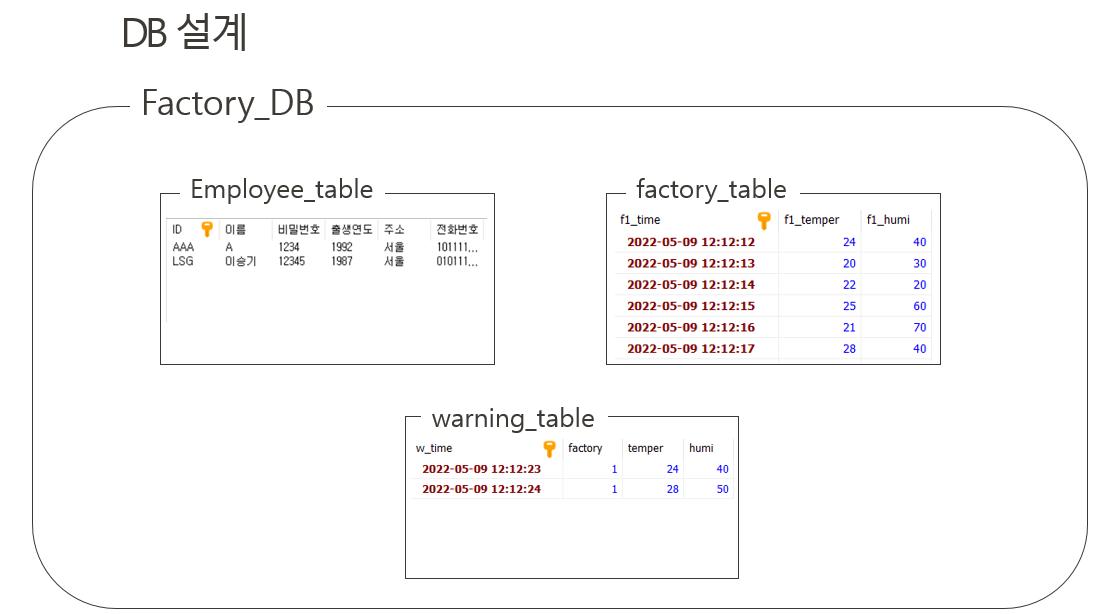 DB 설계
Factory_DB
Employee_table
ID 이름 비밀번호 출생연도 주소 전화번호
AAA A 1234 1992 서울 101111...
LSG 이승기 12345 1987 서울 010111...
factory_table
f1_time f1_temper f1_humi
2022-05-09 12:12:12 24 40
2022-05-09 12:12:13 20 30
2022-05-09 12:12:14 22 20
2022-05-09 12:12:15 25 60
2022-05-09 12:12:16 21 70
2022-05-09 12:12:17 28 40
warning_table
w_time factory temper humi
2022-05-09 12:12:23 1 24 40
2022-05-09 12:12:24 1 28 50